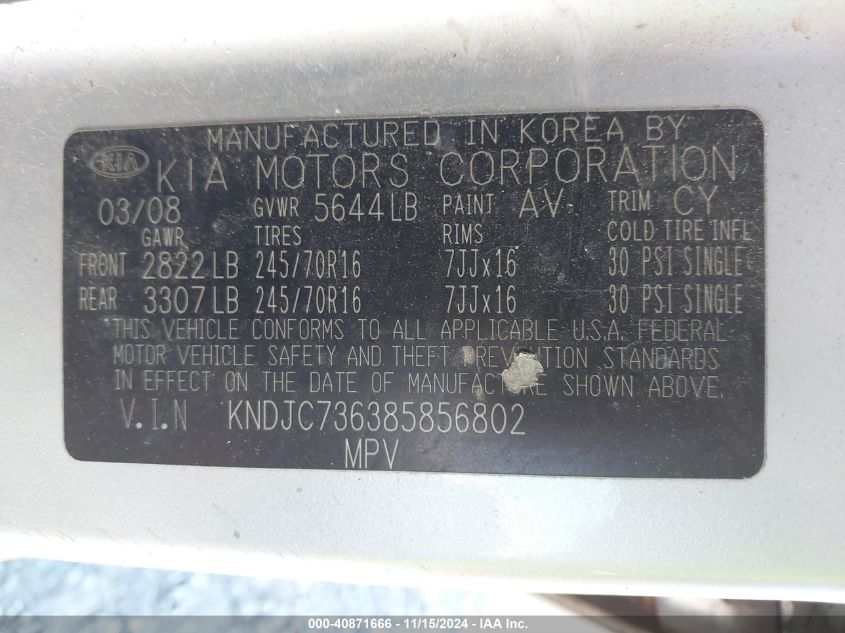 MANUFACTURED IN KOREA BY
KIA KIA MOTORS CORPORATION
03/08 GVWR 5644LB PAINT AV TRIM CY
GAWR TIRES RIMS COLD TIRE INFL
FRONT 2822LB 245/70R16 7JJx16 30 PSI SINGLE
REAR 3307LB 245/70R16 7JJx16 30 PSI SINGLE
THIS VEHICLE CONFORMS TO ALL APPLICABLE U.S.A. FEDERAL
MOTOR VEHICLE SAFETY AND THEFT PREVENTION STANDARDS
IN EFFECT ON THE DATE OF MANUFACTURE SHOWN ABOVE.
V.I.N KNDJC736385856802
MPV
000-40871666 - 11/15/2024 - IAA Inc.